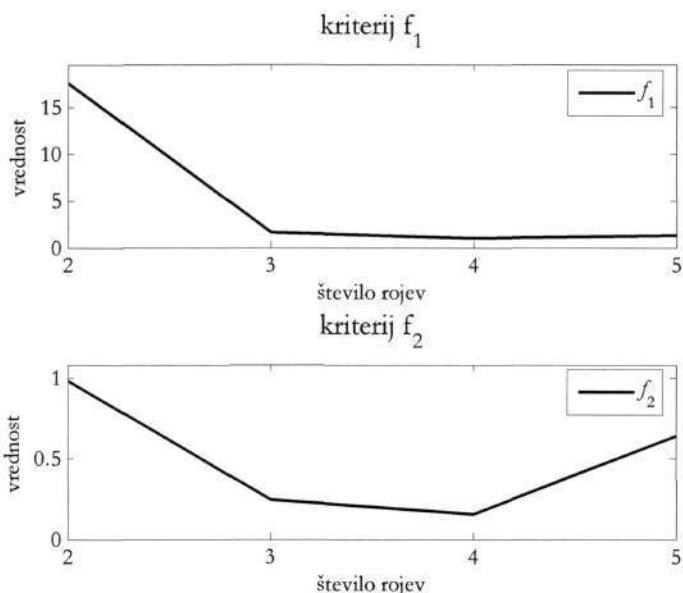 kriterij f₁
f₁
15
10
5
0
vrednost
2 3 4 5
število rojev
kriterij f₂
f₂
1
0.5
0
vrednost
2 3 4 5
število rojev